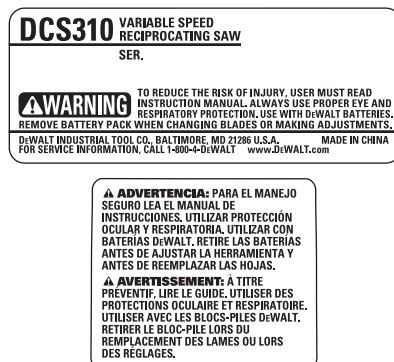 DCS310 VARIABLE SPEED
RECIPROCATING SAW
SER.
⚠WARNING TO REDUCE THE RISK OF INJURY, USER MUST READ
INSTRUCTION MANUAL. ALWAYS USE PROPER EYE AND
RESPIRATORY PROTECTION. USE WITH DEWALT BATTERIES.
REMOVE BATTERY PACK WHEN CHANGING BLADES OR MAKING ADJUSTMENTS.
DEWALT INDUSTRIAL TOOL CO., BALTIMORE, MD 21286 U.S.A. MADE IN CHINA
FOR SERVICE INFORMATION, CALL 1-800-4-DEWALT www.DEWALT.com
⚠ ADVERTENCIA: PARA EL MANEJO
SEGURO LEA EL MANUAL DE
INSTRUCCIONES. UTILIZAR PROTECCIÓN
OCULAR Y RESPIRATORIA. UTILIZAR CON
BATERÍAS DEWALT. RETIRE LAS BATERÍAS
ANTES DE AJUSTAR LA HERRAMIENTA Y
ANTES DE REEMPLAZAR LAS HOJAS.
⚠ AVERTISSEMENT: À TITRE
PRÉVENTIF, LIRE LE GUIDE. UTILISER DES
PROTECTIONS OCULAIRE ET RESPIRATOIRE.
UTILISER AVEC LES BLOCS-PILES DEWALT.
RETIRER LE BLOC-PILE LORS DU
REMPLACEMENT DES LAMES OU LORS
DES RÉGLAGES.